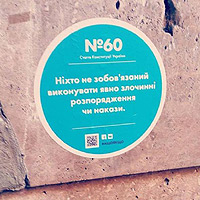 №60
Стаття Конституції України
Ніхто не зобов'язаний
виконувати явно злочинні
розпорядження
чи накази.